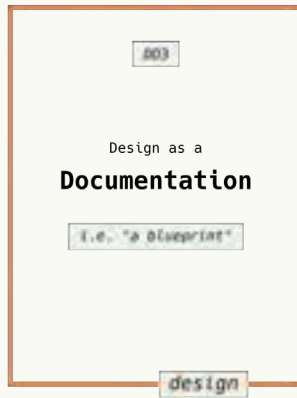 003
Design as a
Documentation
i.e. "a blueprint"
design